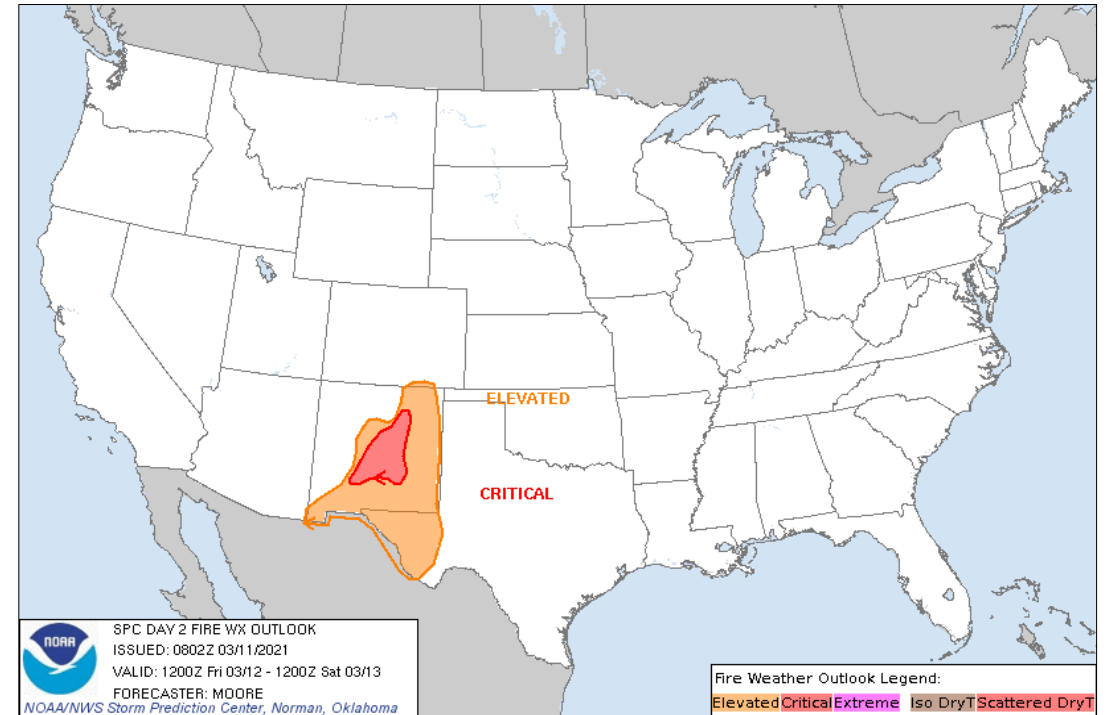 ELEVATED
CRITICAL
NOAA
SPC DAY 2 FIRE WX OUTLOOK
ISSUED: 0802Z 03/11/2021
VALID: 1200Z Fri 03/12 - 1200Z Sat 03/13
FORECASTER: MOORE
NOAA/NWS Storm Prediction Center, Norman, Oklahoma
Fire Weather Outlook Legend:
Elevated Critical Extreme Iso DryT Scattered DryT